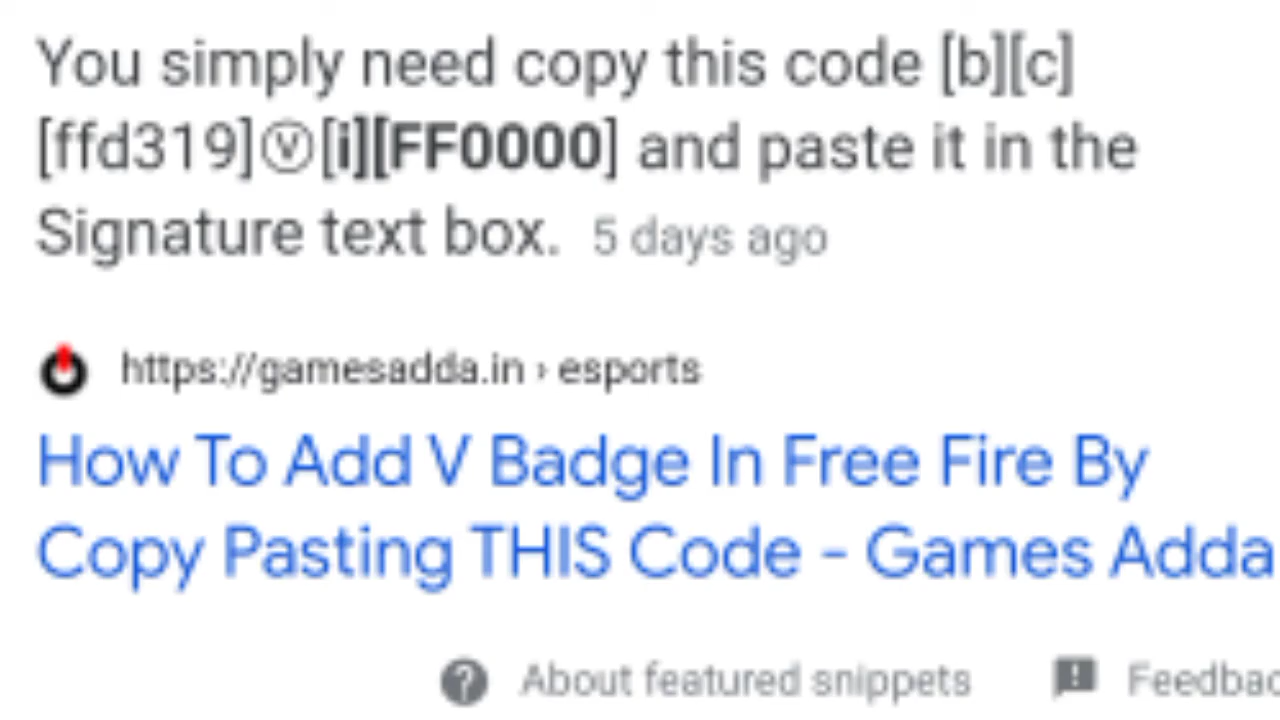 You simply need copy this code [b][c]
[ffd319]Ⓥ[i][FF0000] and paste it in the
Signature text box. 5 days ago
https://gamesadda.in › esports
How To Add V Badge In Free Fire By
Copy Pasting THIS Code - Games Adda
About featured snippets Feedbac